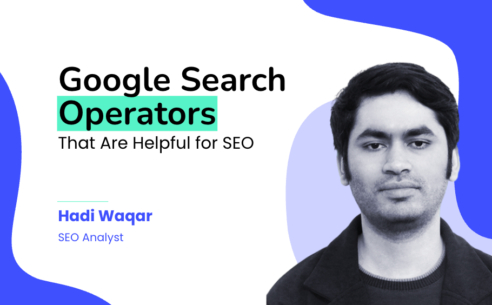 Google Search
Operators
That Are Helpful for SEO
Hadi Waqar
SEO Analyst